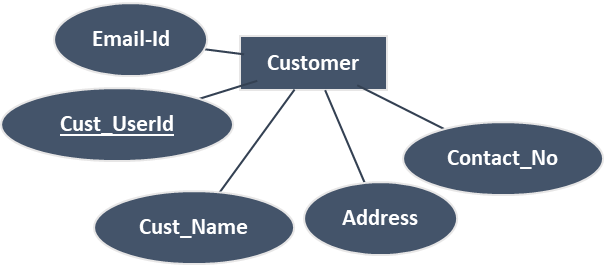 Email-Id
Customer
Cust_UserId
Contact_No
Cust_Name
Address